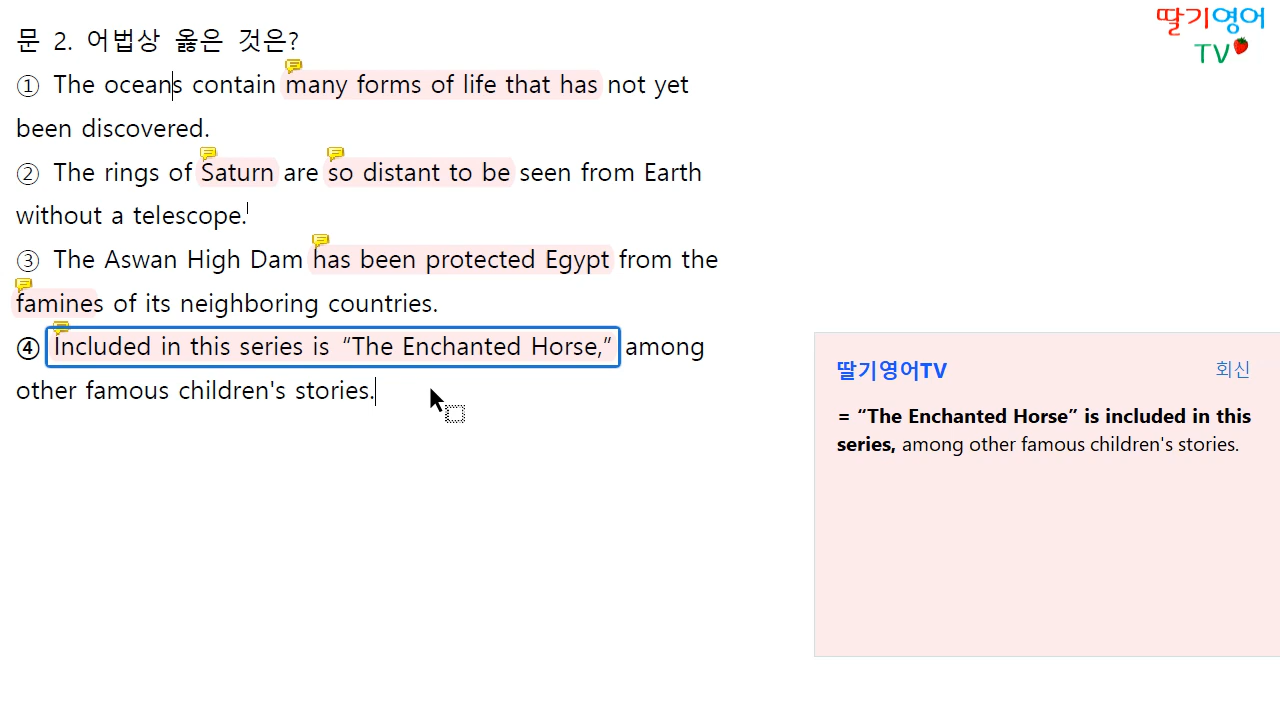 딸기영어
TV
문 2. 어법상 옳은 것은?
① The oceans contain many forms of life that has not yet
been discovered.
② The rings of Saturn are so distant to be seen from Earth
without a telescope.
③ The Aswan High Dam has been protected Egypt from the
famines of its neighboring countries.
④ Included in this series is “The Enchanted Horse,” among
other famous children's stories.
딸기영어TV 회신
= “The Enchanted Horse” is included in this
series, among other famous children's stories.